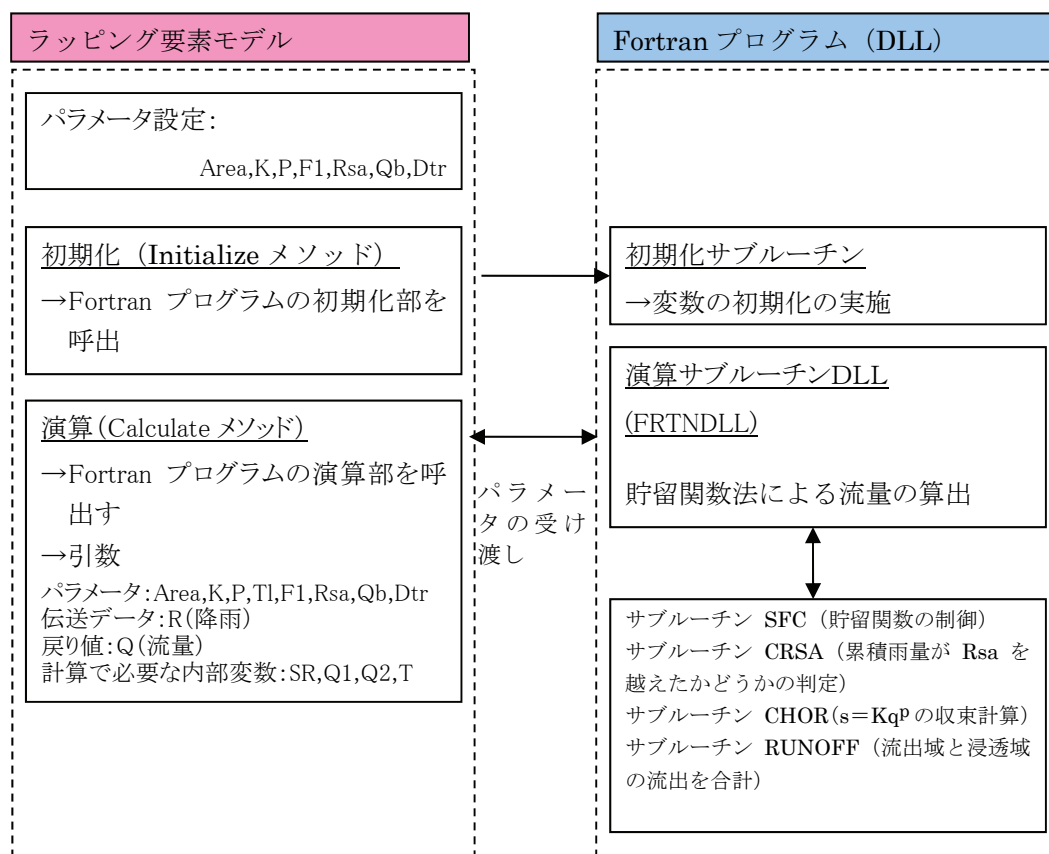 ラッピング要素モデル
パラメータ設定:
Area,K,P,F1,Rsa,Qb,Dtr
初期化（Initialize メソッド）
→Fortran プログラムの初期化部を
呼出
演算(Calculate メソッド)
→Fortran プログラムの演算部を呼
出す
→引数
パラメータ:Area,K,P,Tl,F1,Rsa,Qb,Dtr
伝送データ:R(降雨)
戻り値:Q(流量)
計算で必要な内部変数:SR,Q1,Q2,T
パラメー
タの受け
渡し
Fortran プログラム（DLL）
初期化サブルーチン
→変数の初期化の実施
演算サブルーチンDLL
(FRTNDLL)
貯留関数法による流量の算出
サブルーチン SFC（貯留関数の制御）
サブルーチン CRSA（累積雨量が Rsa を
越えたかどうかの判定）
サブルーチン CHOR(s＝Kqᵖ の収束計算)
サブルーチン RUNOFF（流出域と浸透域
の流出を合計）